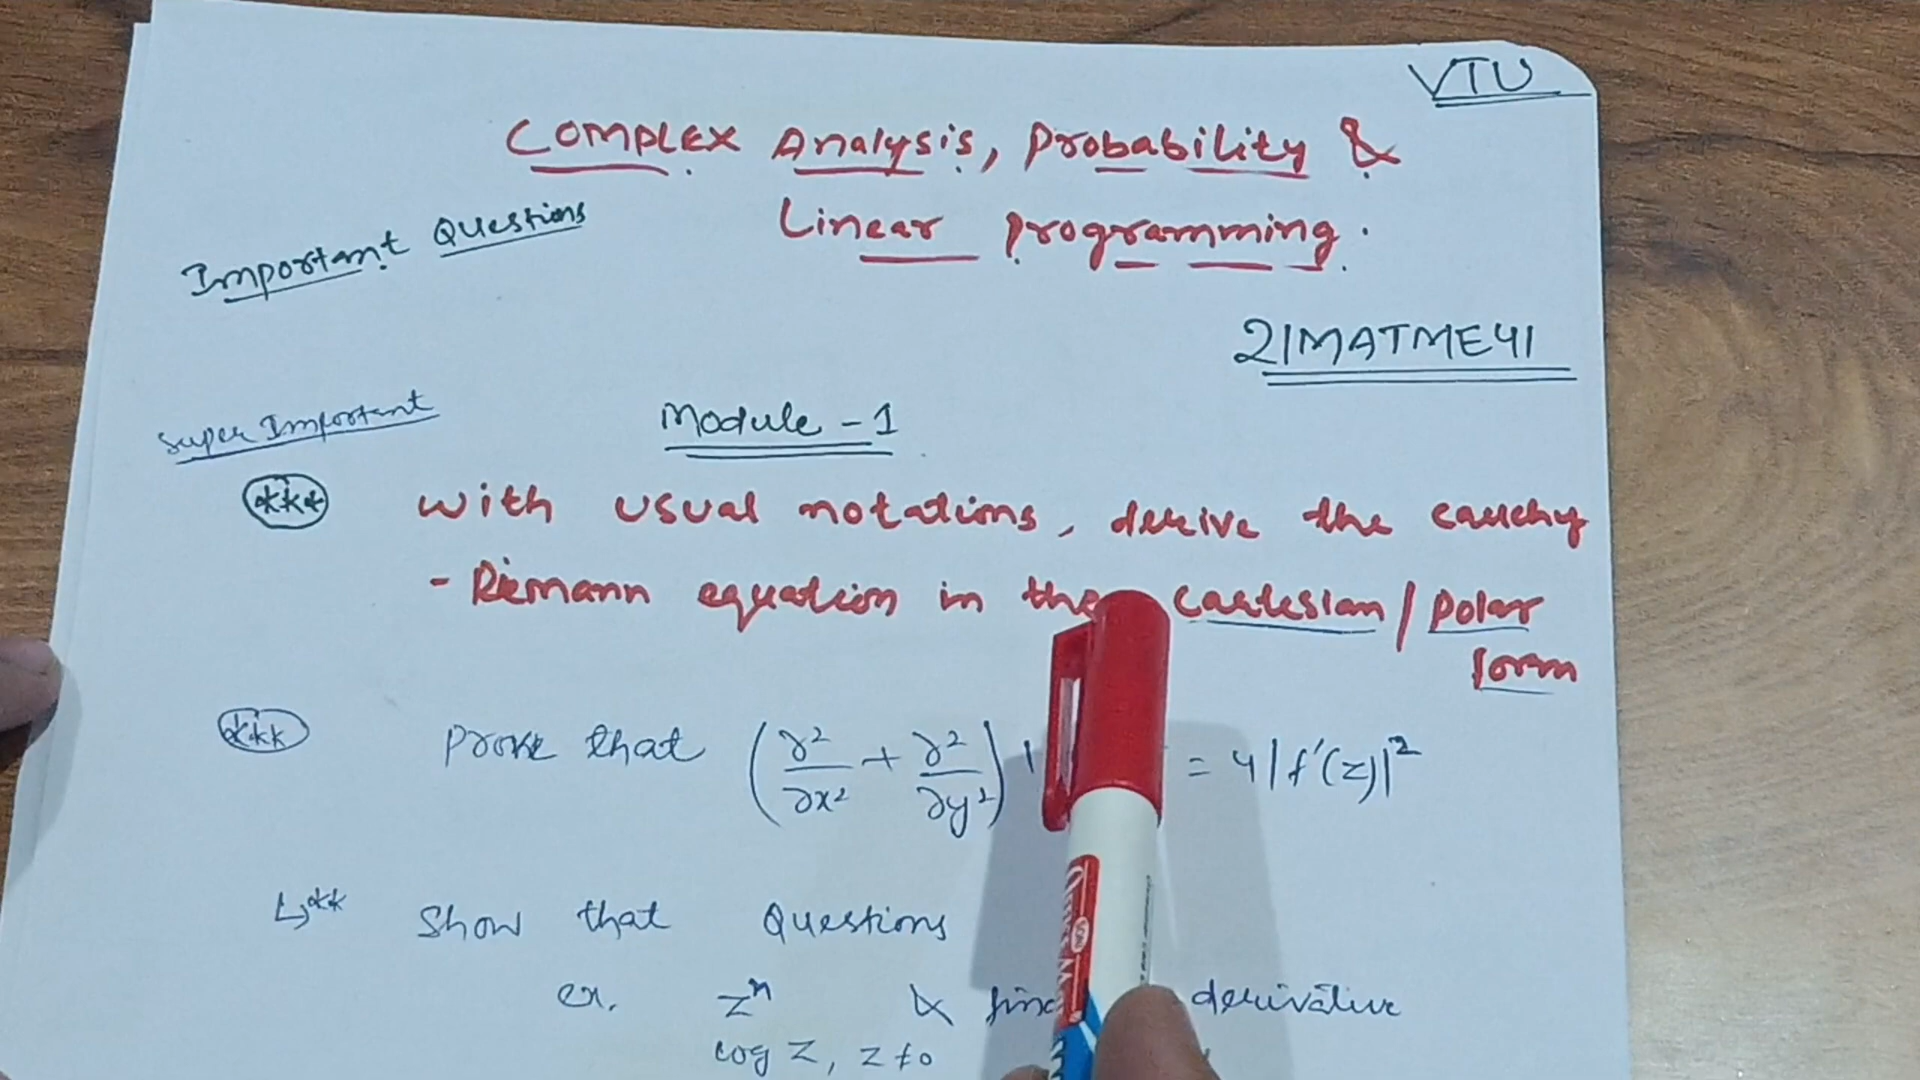 VTU
COMPLEX Analysis, Probability &
Linear programming.
Important Questions
21MATME41
Super Important
Module - 1
*** With usual notations, derive the cauchy
- Riemann equation in the cartesian / polar
form
*** Prove that (∂²/∂x² + ∂²/∂y²) | = 4|f'(z)|²
↳** Show that Questions
ex. zⁿ & derivative
log z, z≠0